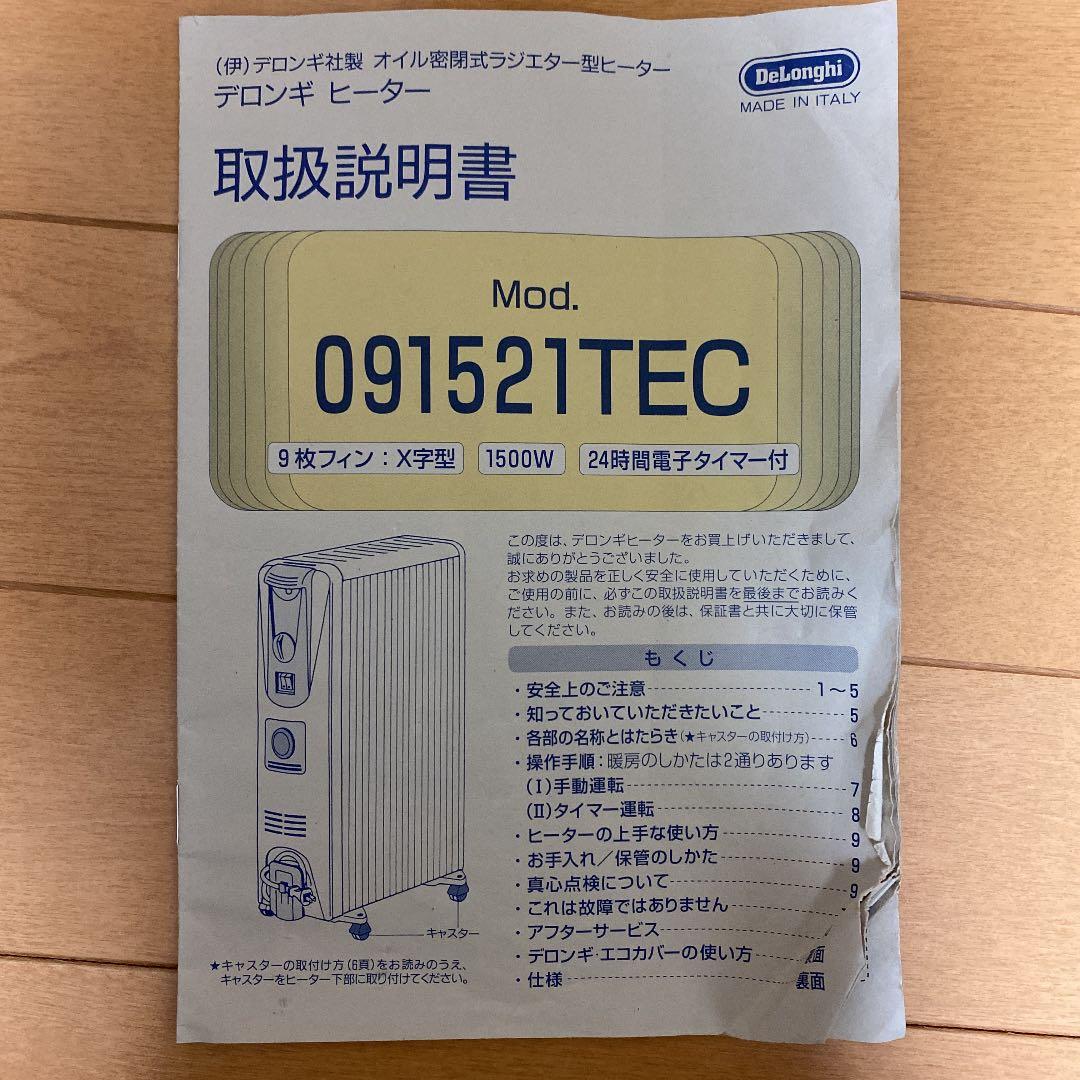 (伊)デロンギ社製 オイル密閉式ラジエター型ヒーター
デロンギ ヒーター
DeLonghi
MADE IN ITALY
取扱説明書
Mod.
091521TEC
9枚フィン:X字型 1500W 24時間電子タイマー付
この度は、デロンギヒーターをお買上げいただきまして、
誠にありがとうございました。
お求めの製品を正しく安全に使用していただくために、
ご使用の前に、必ずこの取扱説明書を最後までお読みく
ださい。また、お読みの後は、保証書と共に大切に保管
してください。
もくじ
・安全上のご注意 1〜5
・知っておいていただきたいこと 5
・各部の名称とはたらき(★キャスターの取付け方) 6
・操作手順:暖房のしかたは2通りあります
(I)手動運転 7
(II)タイマー運転 8
・ヒーターの上手な使い方 9
・お手入れ/保管のしかた 9
・真心点検について 9
・これは故障ではありません
・アフターサービス
・デロンギ・エコカバーの使い方 面
・仕様 裏面
キャスター
★キャスターの取付け方(6頁)をお読みのうえ、
キャスターをヒーター下部に取り付けてください。